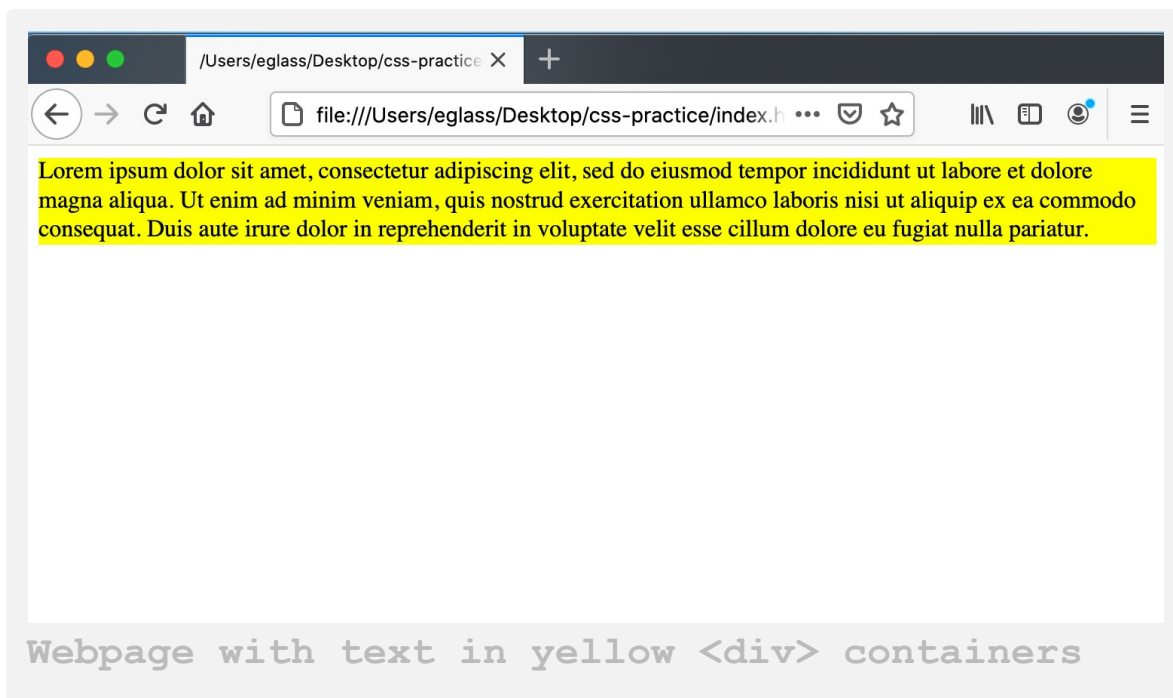 /Users/eglass/Desktop/css-practice
file:///Users/eglass/Desktop/css-practice/index.h
Lorem ipsum dolor sit amet, consectetur adipiscing elit, sed do eiusmod tempor incididunt ut labore et dolore
magna aliqua. Ut enim ad minim veniam, quis nostrud exercitation ullamco laboris nisi ut aliquip ex ea commodo
consequat. Duis aute irure dolor in reprehenderit in voluptate velit esse cillum dolore eu fugiat nulla pariatur.
Webpage with text in yellow <div> containers